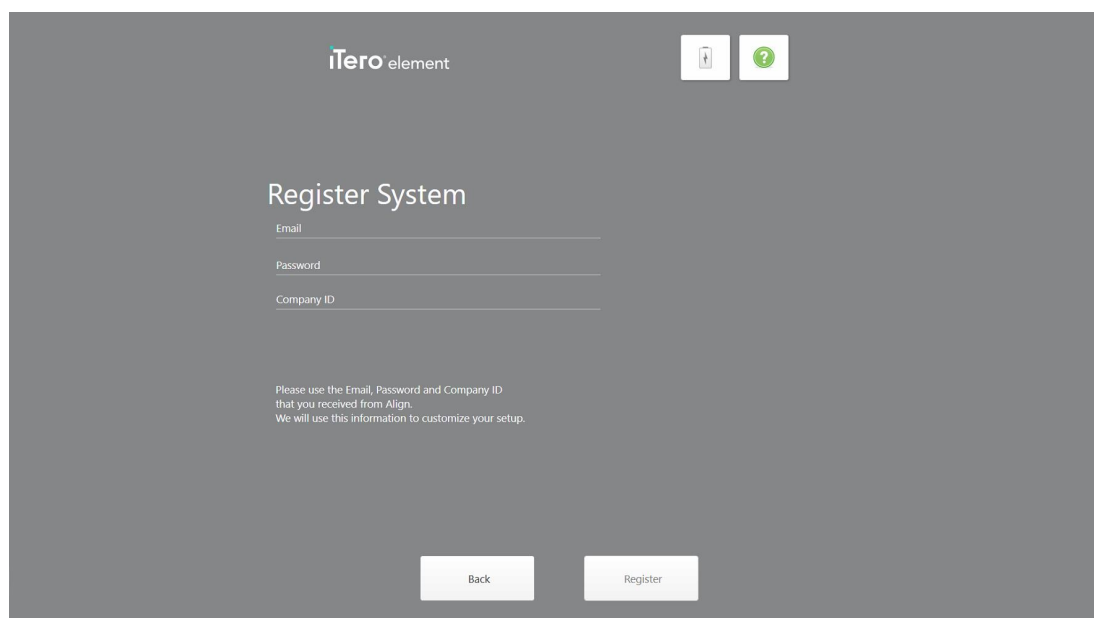 iTero element
?
Register System
Email
Password
Company ID
Please use the Email, Password and Company ID
that you received from Align.
We will use this information to customize your setup.
Back
Register